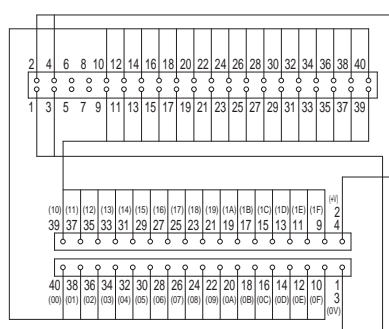 2 4 6 8 10 12 14 16 18 20 22 24 26 28 30 32 34 36 38 40
1 3 5 7 9 11 13 15 17 19 21 23 25 27 29 31 33 35 37 39
(10) (11) (12) (13) (14) (15) (16) (17) (18) (19) (1A) (1B) (1C) (1D) (1E) (1F) (+V)
2
39 37 35 33 31 29 27 25 23 21 19 17 15 13 11 9 4
40 38 36 34 32 30 28 26 24 22 20 18 16 14 12 10 1
(00) (01) (02) (03) (04) (05) (06) (07) (08) (09) (0A) (0B) (0C) (0D) (0E) (0F) 3
(0V)